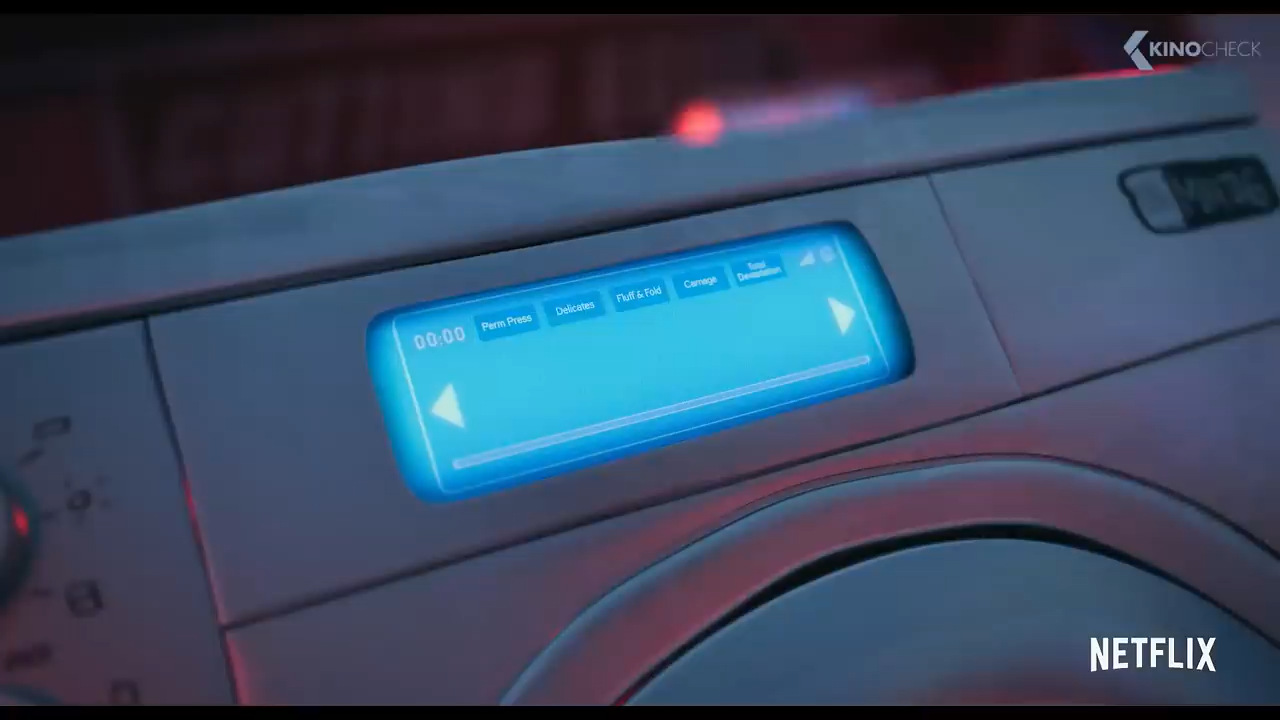 KINOCHECK
00:00
Perm Press
Delicates
Fluff & Fold
Carnage
Total
Devastation
NETFLIX